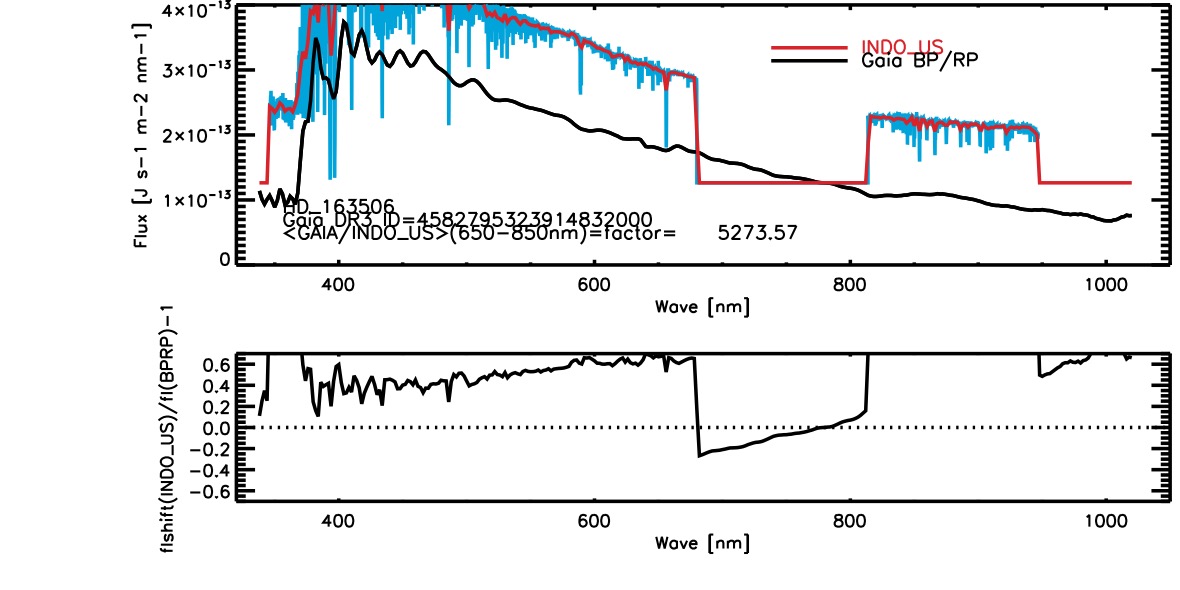 4×10−13
3×10−13
2×10−13
1×10−13
0
Flux [J s−1 m−2 nm−1]
INDO_US
Gaia BP/RP
HD_163506
Gaia DR3 ID=4582795323914832000
<GAIA/INDO_US>(650−850nm)=factor= 5273.57
400 600 800 1000
Wave [nm]
flshift(INDO_US)/fl(BPRP)−1
0.6
0.4
0.2
0.0
−0.2
−0.4
−0.6
400 600 800 1000
Wave [nm]